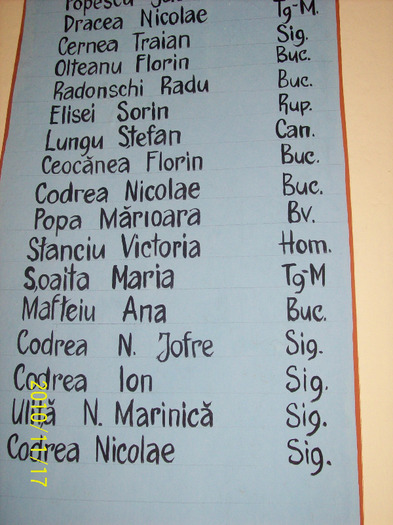 Popescu
Tg-M.
Dracea Nicolae Sig.
Cernea Traian Buc.
Olteanu Florin Buc.
Radonschi Radu Rup.
Elisei Sorin Can.
Lungu Stefan Buc.
Ceocănea Florin Buc.
Codrea Nicolae Bv.
Popa Mărioara Hom.
Stanciu Victoria Tg-M
Șoaita Maria Buc.
Mafteiu Ana Sig.
Codrea N. Jofre Sig.
Codrea Ion Sig.
N. Marinică Sig.
Codrea Nicolae
2010/11/17